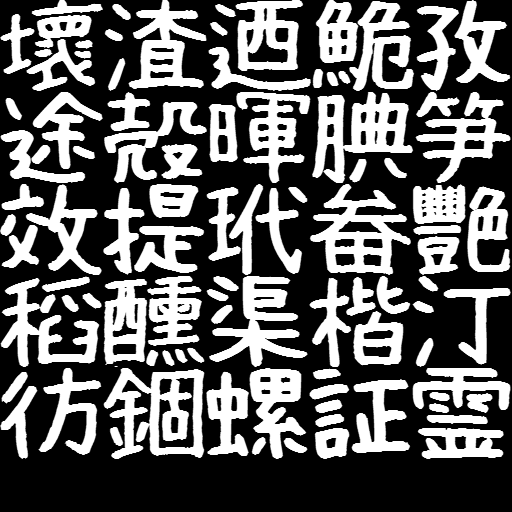 壞渣迺鮠孜
途殼暉腆笋
效提玳畚艷
稻醺渠楷汀
彷錮螺証霊